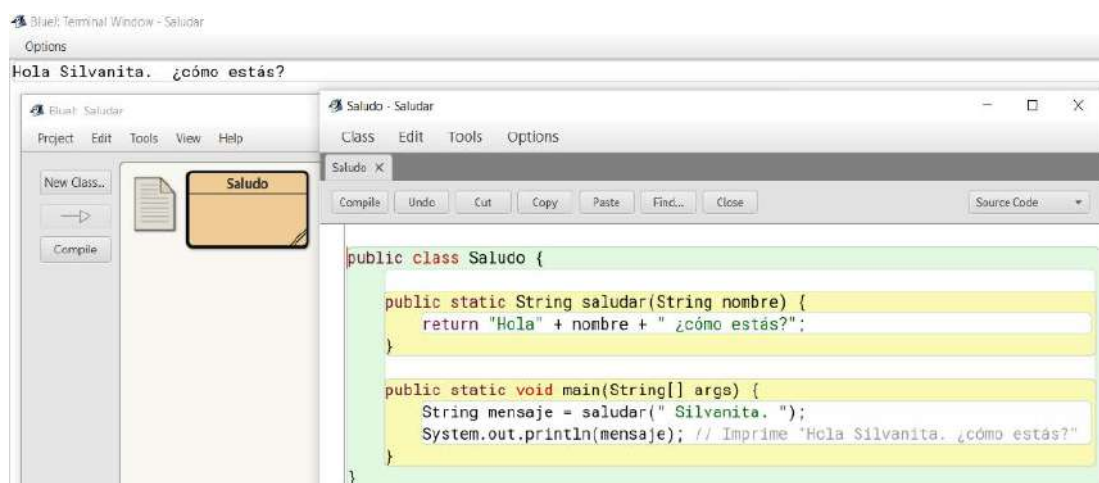 BlueJ: Terminal Window - Saludar
Options
Hola Silvanita.  ¿cómo estás?
BlueJ: Saludar
Project Edit Tools View Help
New Class...
Compile
Saludo
Saludo - Saludar
Class Edit Tools Options
Saludo X
Compile Undo Cut Copy Paste Find... Close Source Code
public class Saludo {
public static String saludar(String nombre) {
return "Hola" + nombre + " ¿cómo estás?";
}
public static void main(String[] args) {
String mensaje = saludar(" Silvanita. ");
System.out.println(mensaje); // Imprime "Hola Silvanita. ¿cómo estás?"
}
}